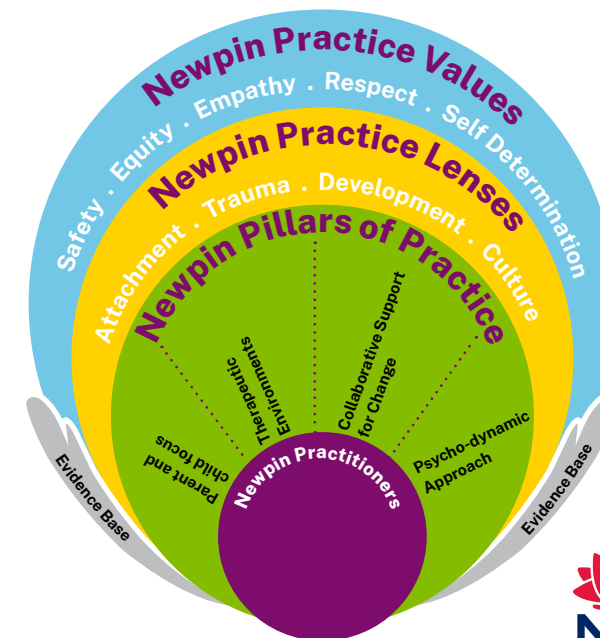 Newpin Practice Values
Safety . Equity . Empathy . Respect . Self Determination
Newpin Practice Lenses
Attachment . Trauma . Development . Culture
Newpin Pillars of Practice
Parent and
child focus
Therapeutic
Environments
Collaborative Support
for Change
Psycho-dynamic
Approach
Newpin Practitioners
Evidence Base
Evidence Base